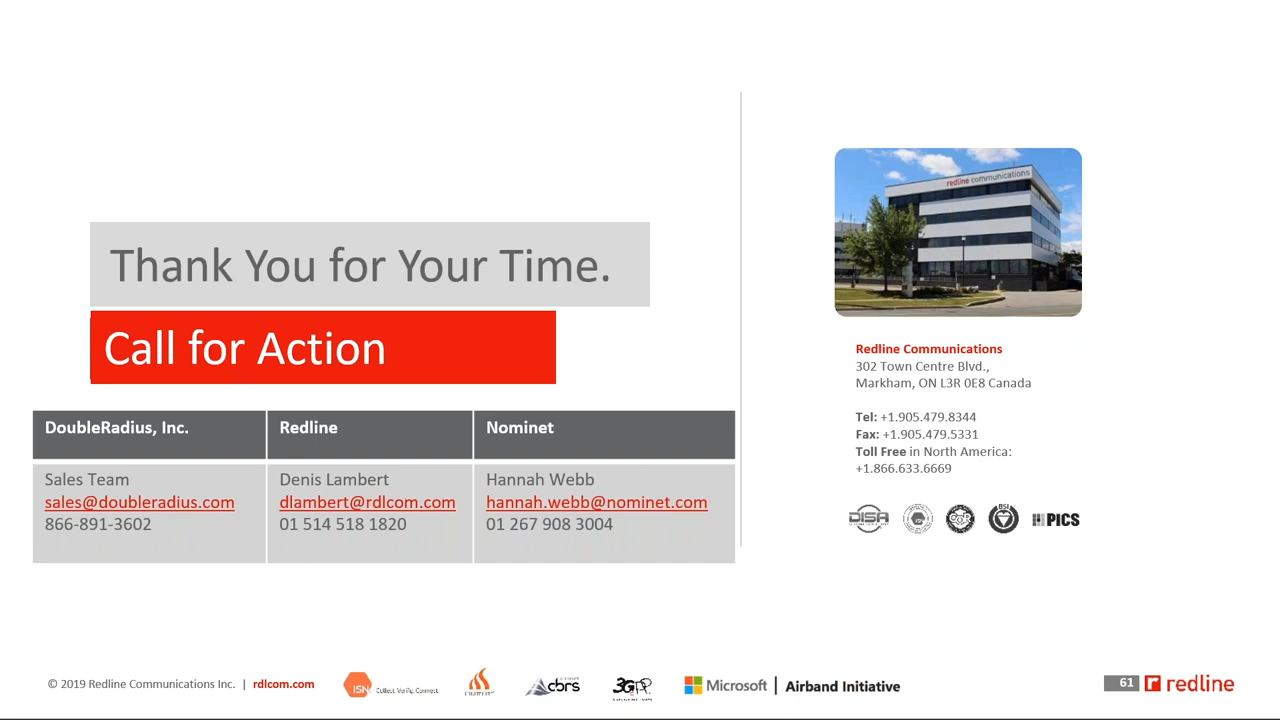 Thank You for Your Time.
Call for Action
DoubleRadius, Inc.
Redline
Nominet
Sales Team
sales@doubleradius.com
866-891-3602
Denis Lambert
dlambert@rdlcom.com
01 514 518 1820
Hannah Webb
hannah.webb@nominet.com
01 267 908 3004
redline communications
Redline Communications
302 Town Centre Blvd.,
Markham, ON L3R 0E8 Canada
Tel: +1.905.479.8344
Fax: +1.905.479.5331
Toll Free in North America:
+1.866.633.6669
DISA
BSI
PICS
© 2019 Redline Communications Inc. | rdlcom.com
ISN Collect. Verify. Connect
cbrs
3GPP
Microsoft | Airband Initiative
61
redline